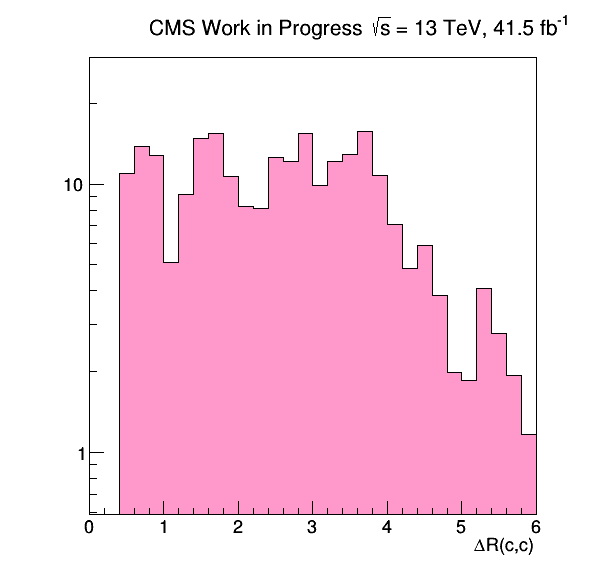 CMS Work in Progress √s = 13 TeV, 41.5 fb⁻¹
10
1
0 1 2 3 4 5 6
ΔR(c,c)